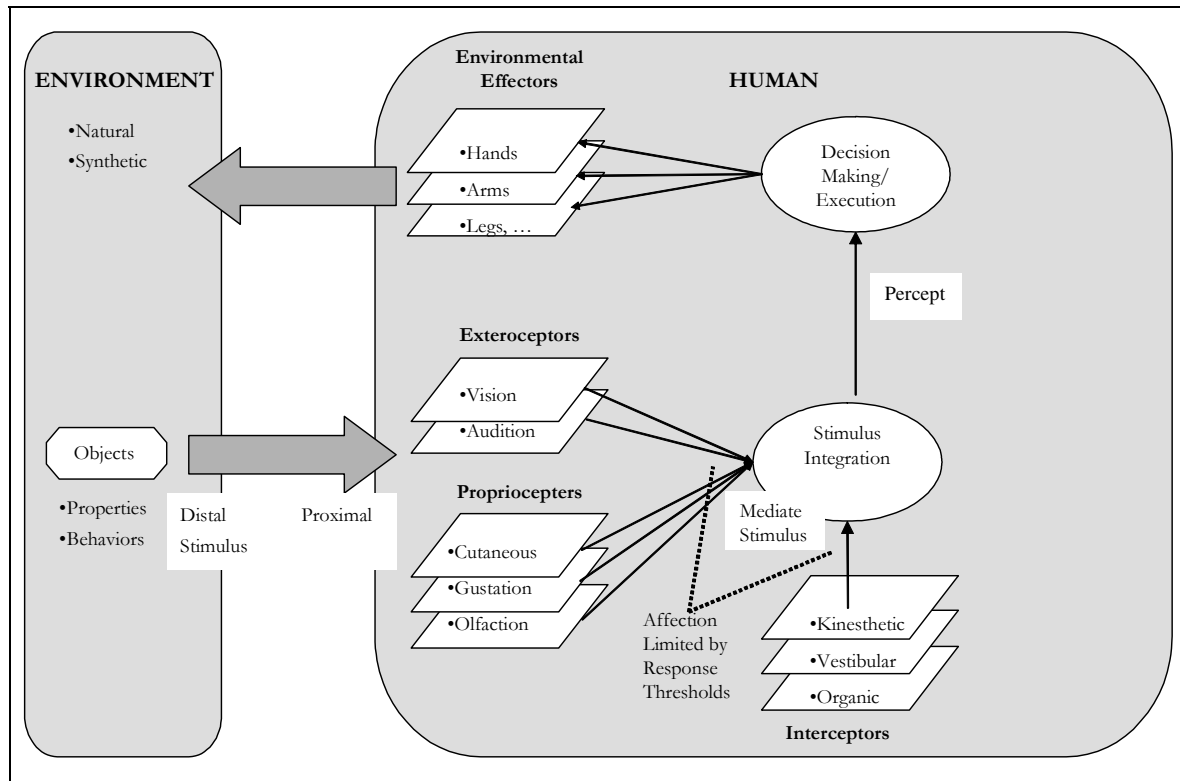 ENVIRONMENT
•Natural
•Synthetic
Objects
•Properties
•Behaviors
Distal
Stimulus
Proximal
HUMAN
Environmental
Effectors
•Hands
•Arms
•Legs, …
Decision
Making/
Execution
Percept
Exteroceptors
•Vision
•Audition
Stimulus
Integration
Propriocepters
•Cutaneous
•Gustation
•Olfaction
Mediate
Stimulus
Affection
Limited by
Response
Thresholds
•Kinesthetic
•Vestibular
•Organic
Interceptors